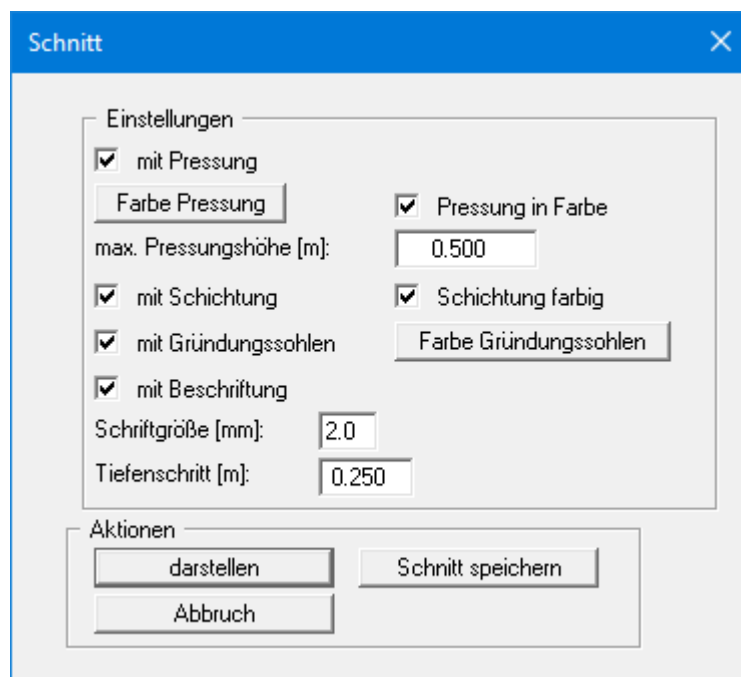 Schnitt
Einstellungen
mit Pressung
Farbe Pressung Pressung in Farbe
max. Pressungshöhe [m]: 0.500
mit Schichtung Schichtung farbig
mit Gründungssohlen Farbe Gründungssohlen
mit Beschriftung
Schriftgröße [mm]: 2.0
Tiefenschritt [m]: 0.250
Aktionen
darstellen Schnitt speichern
Abbruch